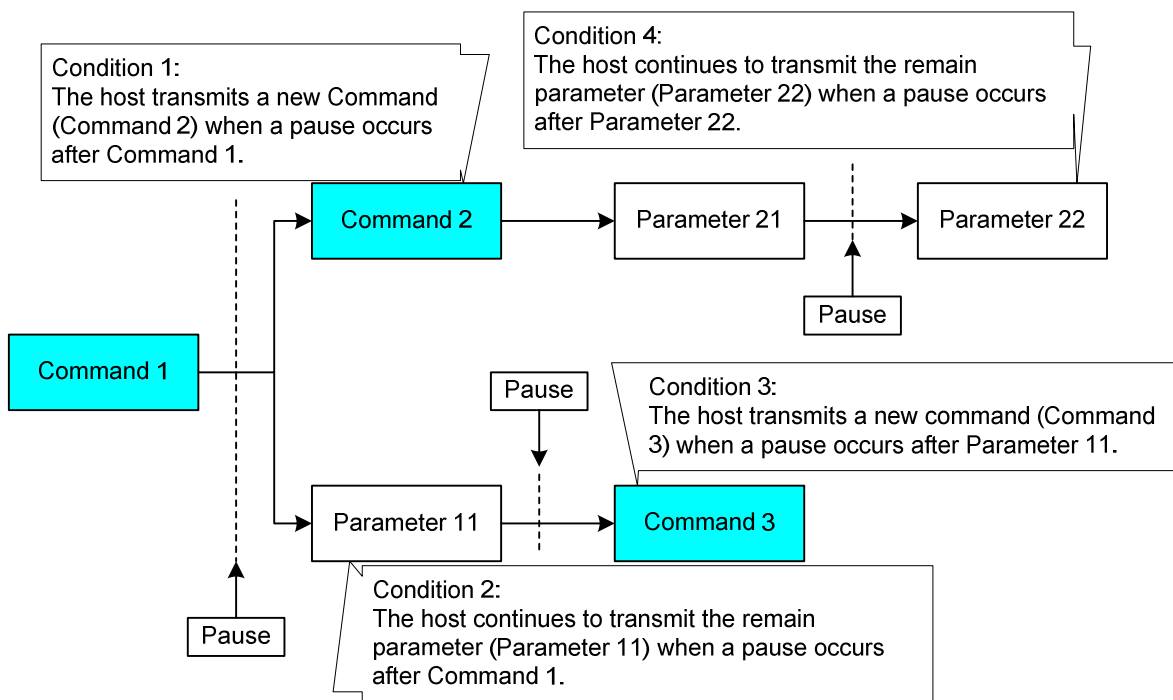 Condition 1:
The host transmits a new Command
(Command 2) when a pause occurs
after Command 1.
Condition 4:
The host continues to transmit the remain
parameter (Parameter 22) when a pause occurs
after Parameter 22.
Command 2
Parameter 21
Parameter 22
Pause
Command 1
Pause
Condition 3:
The host transmits a new command (Command
3) when a pause occurs after Parameter 11.
Parameter 11
Command 3
Pause
Condition 2:
The host continues to transmit the remain
parameter (Parameter 11) when a pause occurs
after Command 1.